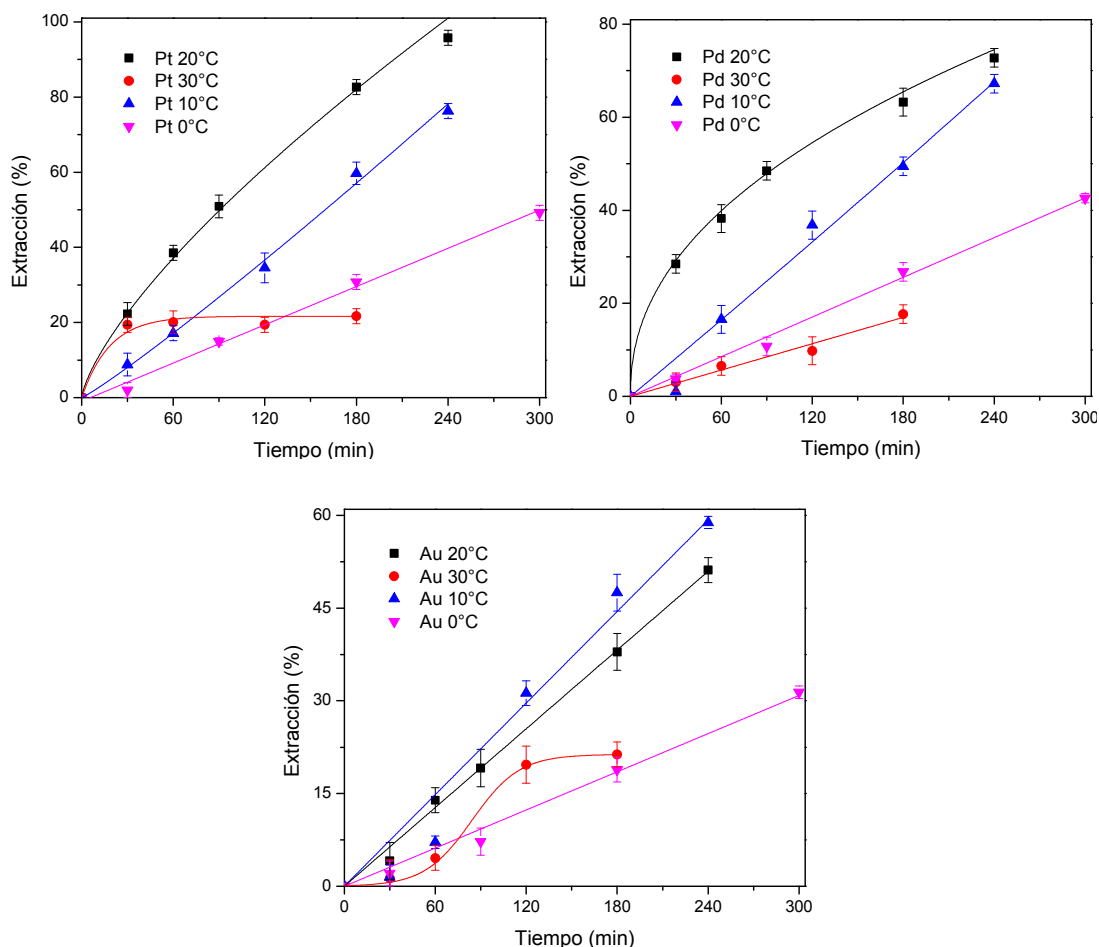 100
80
60
40
20
0
Extracción (%)
Pt 20°C
Pt 30°C
Pt 10°C
Pt 0°C
0 60 120 180 240 300
Tiempo (min)
80
60
40
20
0
Extracción (%)
Pd 20°C
Pd 30°C
Pd 10°C
Pd 0°C
0 60 120 180 240 300
Tiempo (min)
60
45
30
15
0
Extracción (%)
Au 20°C
Au 30°C
Au 10°C
Au 0°C
0 60 120 180 240 300
Tiempo (min)